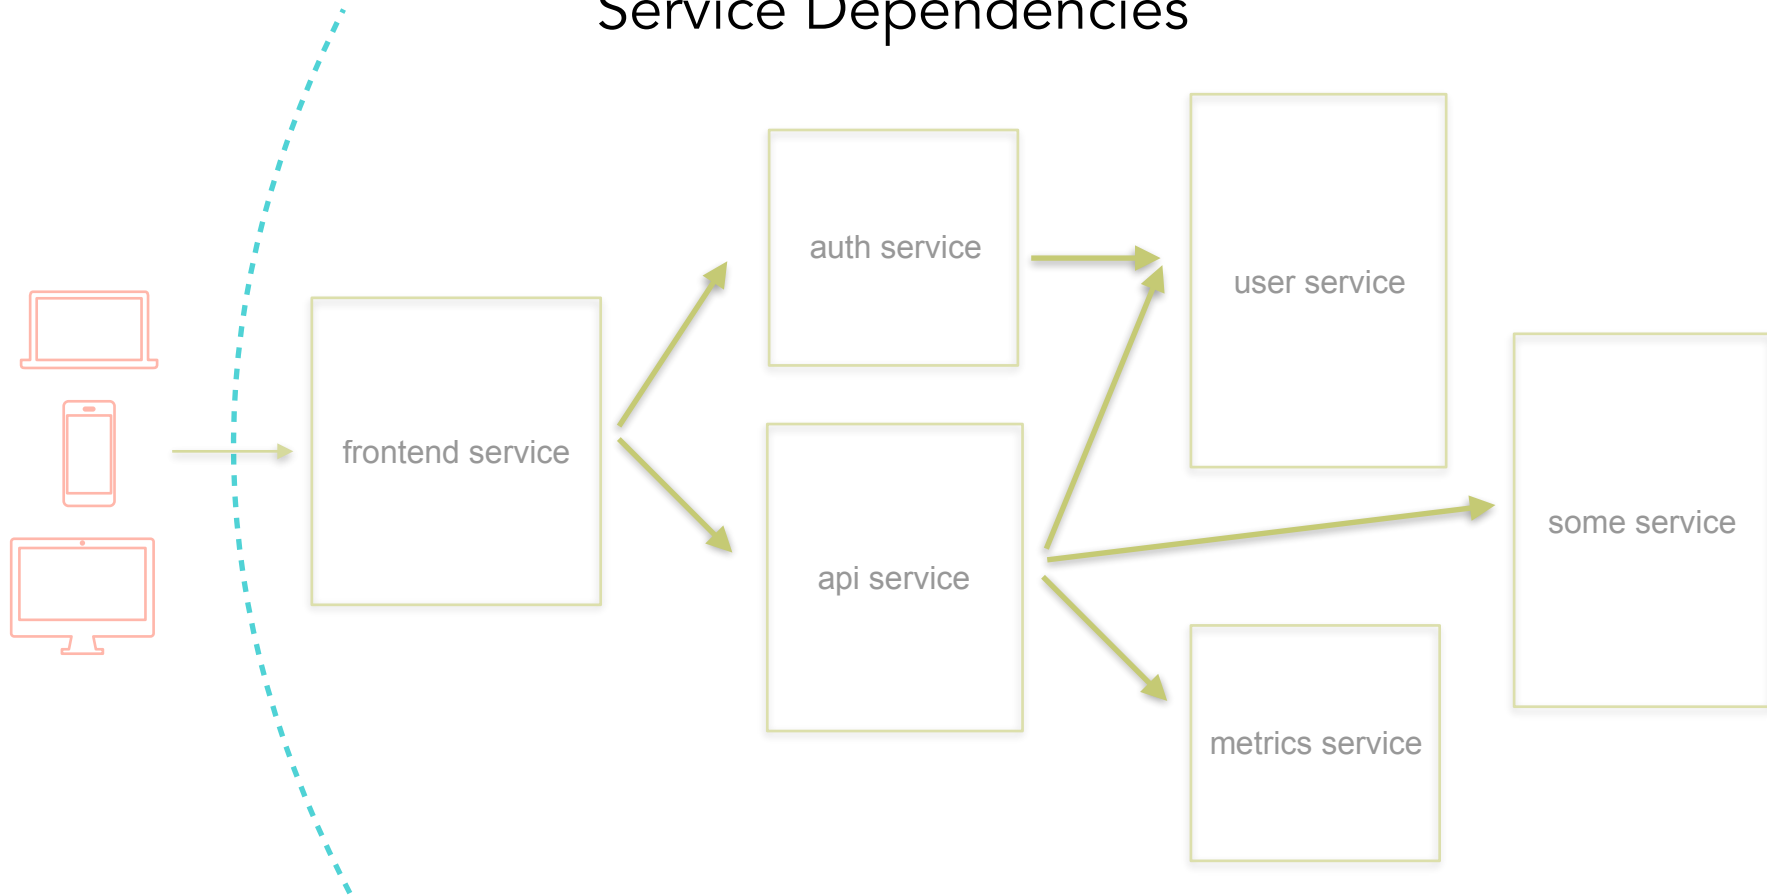 Service Dependencies
auth service
user service
frontend service
some service
api service
metrics service